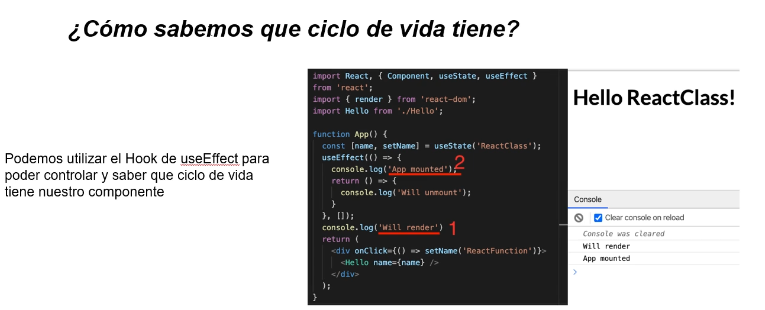 ¿Cómo sabemos que ciclo de vida tiene?
Podemos utilizar el Hook de useEffect para
poder controlar y saber que ciclo de vida
tiene nuestro componente
import React, { Component, useState, useEffect }
from 'react';
import { render } from 'react-dom';
import Hello from './Hello';
function App() {
const [name, setName] = useState('ReactClass');
useEffect(() => {
console.log('App mounted'); 2
return () => {
console.log('Will unmount');
}
}, []);
console.log('Will render') 1
return (
<div onClick={() => setName('ReactFunction')}>
<Hello name={name} />
</div>
);
}
Hello ReactClass!
Console
Clear console on reload
Console was cleared
Will render
App mounted
>